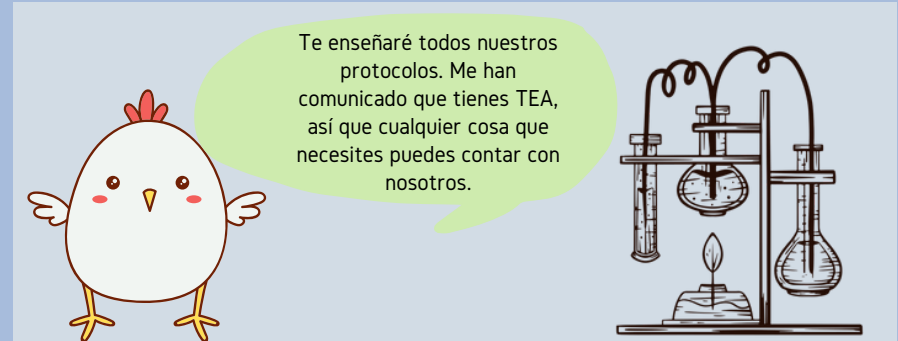 Te enseñaré todos nuestros
protocolos. Me han
comunicado que tienes TEA,
así que cualquier cosa que
necesites puedes contar con
nosotros.